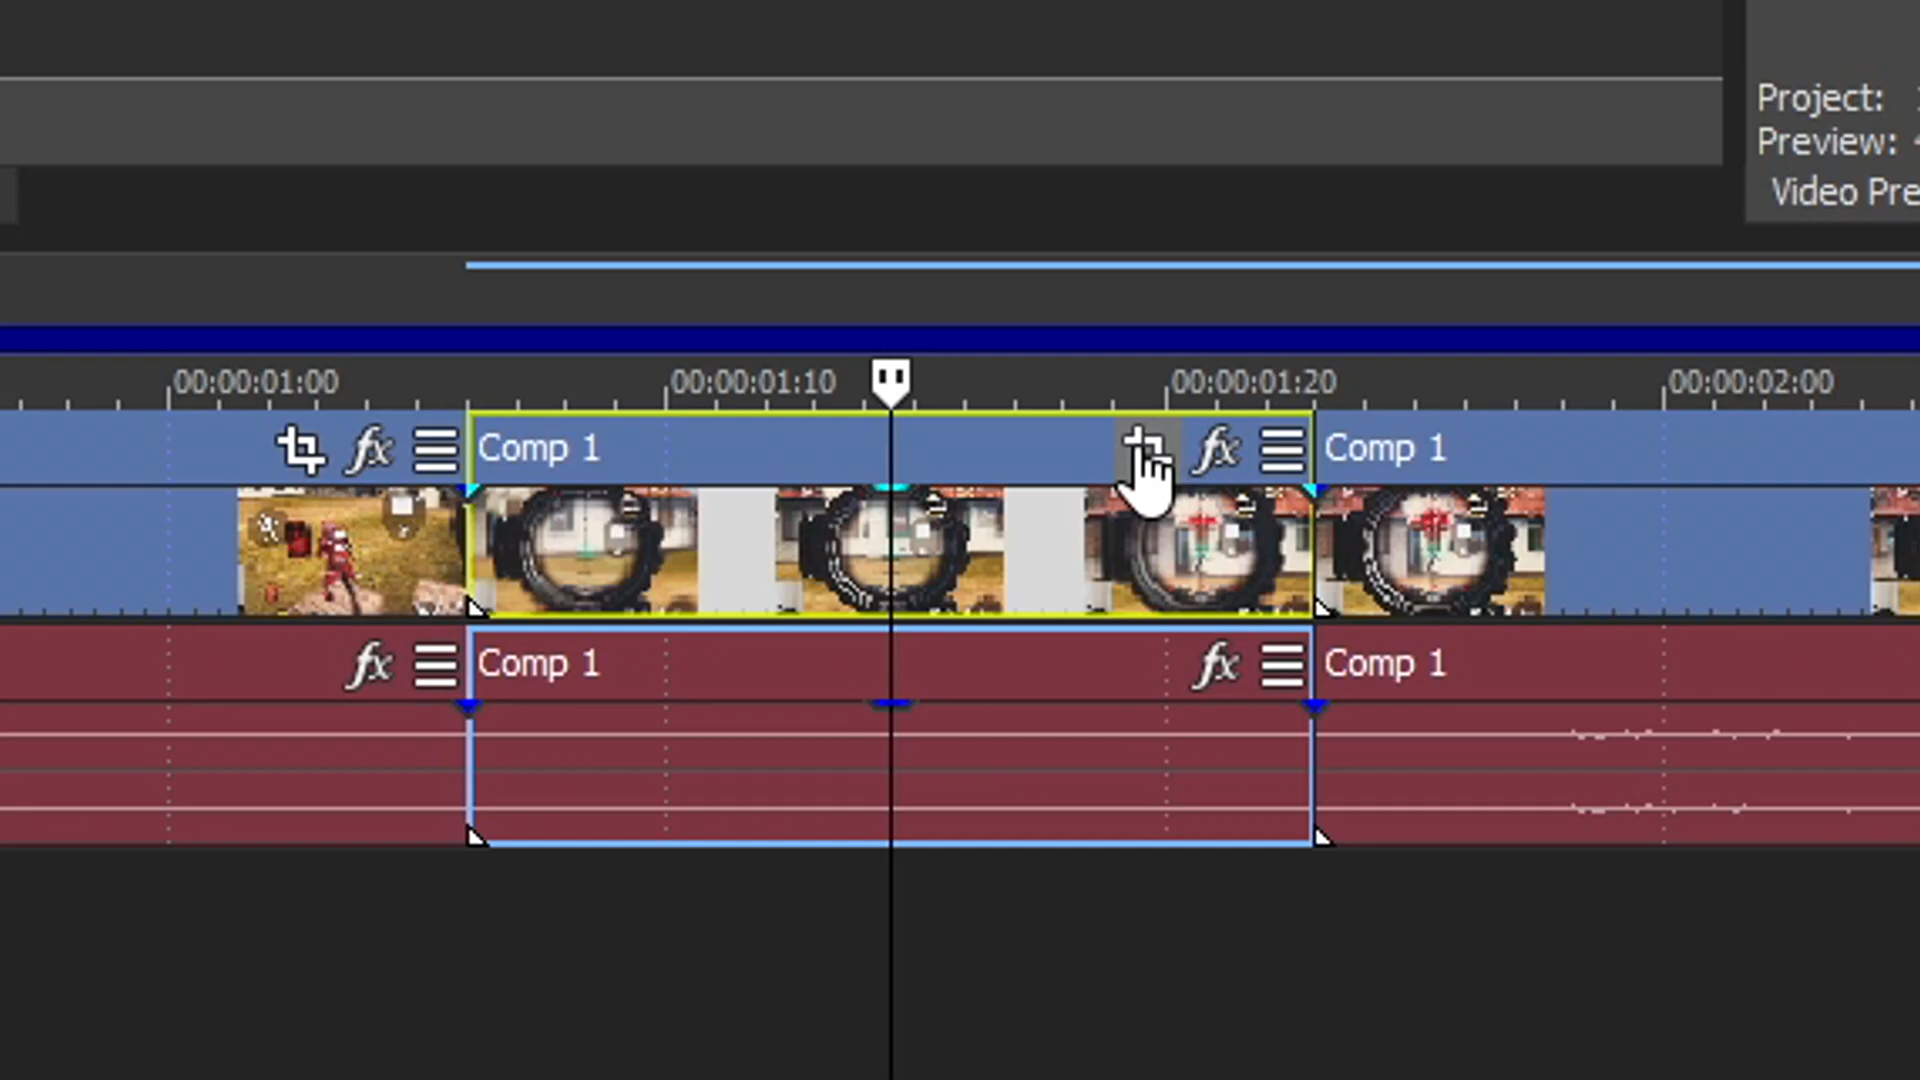 Project:
Preview:
Video Pre
00:00:01:00 00:00:01:10 00:00:01:20 00:00:02:00
fx Comp 1 fx Comp 1
fx Comp 1 fx Comp 1